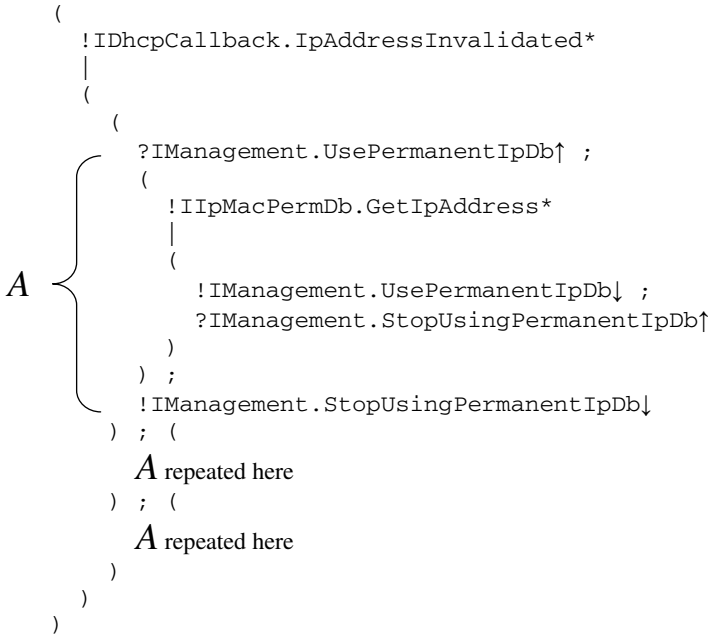 (
!IDhcpCallback.IpAddressInvalidated*
|
(
(
?IManagement.UsePermanentIpDb↑ ;
(
!IIpMacPermDb.GetIpAddress*
|
(
A
!IManagement.UsePermanentIpDb↓ ;
?IManagement.StopUsingPermanentIpDb↑
)
) ;
!IManagement.StopUsingPermanentIpDb↓
) ; (
A repeated here
) ; (
A repeated here
)
)
)